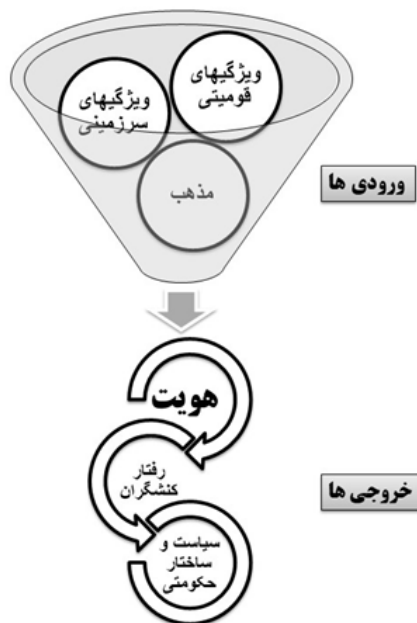 ویژگیهای
قومیتی
ویژگیهای
سرزمینی
مذهب
ورودی ها
هویت
رفتار
کنشگران
سیاست و
ساختار
حکومتی
خروجی ها